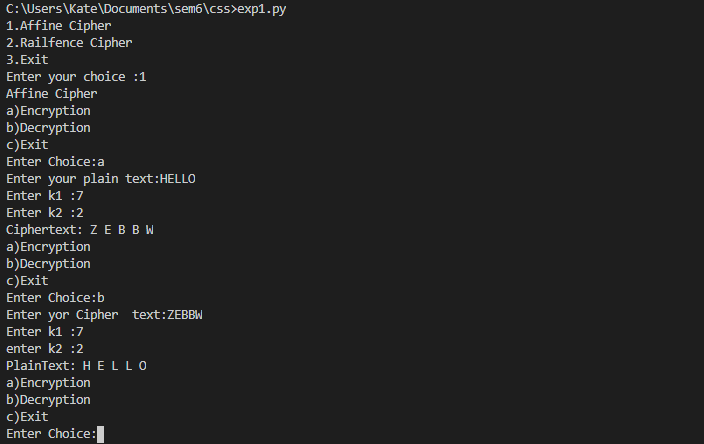 C:\Users\Kate\Documents\sem6\css>exp1.py
1.Affine Cipher
2.Railfence Cipher
3.Exit
Enter your choice :1
Affine Cipher
a)Encryption
b)Decryption
c)Exit
Enter Choice:a
Enter your plain text:HELLO
Enter k1 :7
Enter k2 :2
Ciphertext: Z E B B W
a)Encryption
b)Decryption
c)Exit
Enter Choice:b
Enter yor Cipher  text:ZEBBW
Enter k1 :7
enter k2 :2
PlainText: H E L L O
a)Encryption
b)Decryption
c)Exit
Enter Choice: